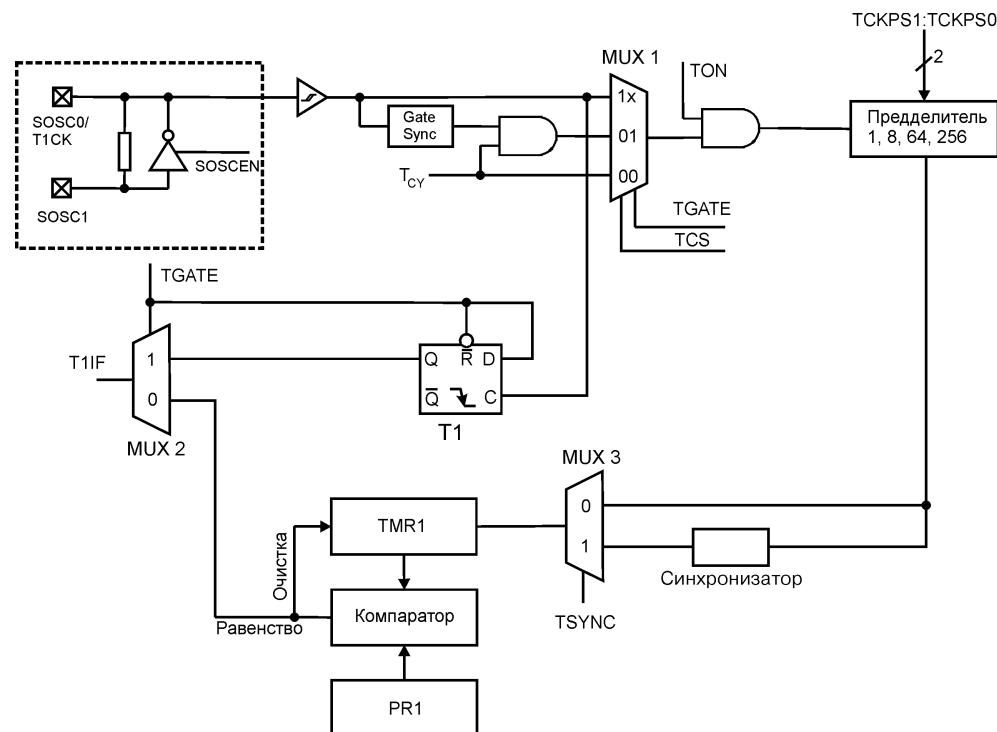 TCKPS1:TCKPS0
2
MUX 1
TON
SOSC0/
T1CK
SOSCEN
SOSC1
Gate
Sync
TCY
1x
01
00
Предделитель
1, 8, 64, 256
TGATE
TCS
TGATE
T1IF
1
0
MUX 2
Q
R
D
Q
C
T1
MUX 3
0
1
TMR1
Очистка
Синхронизатор
Компаратор
Равенство
TSYNC
PR1